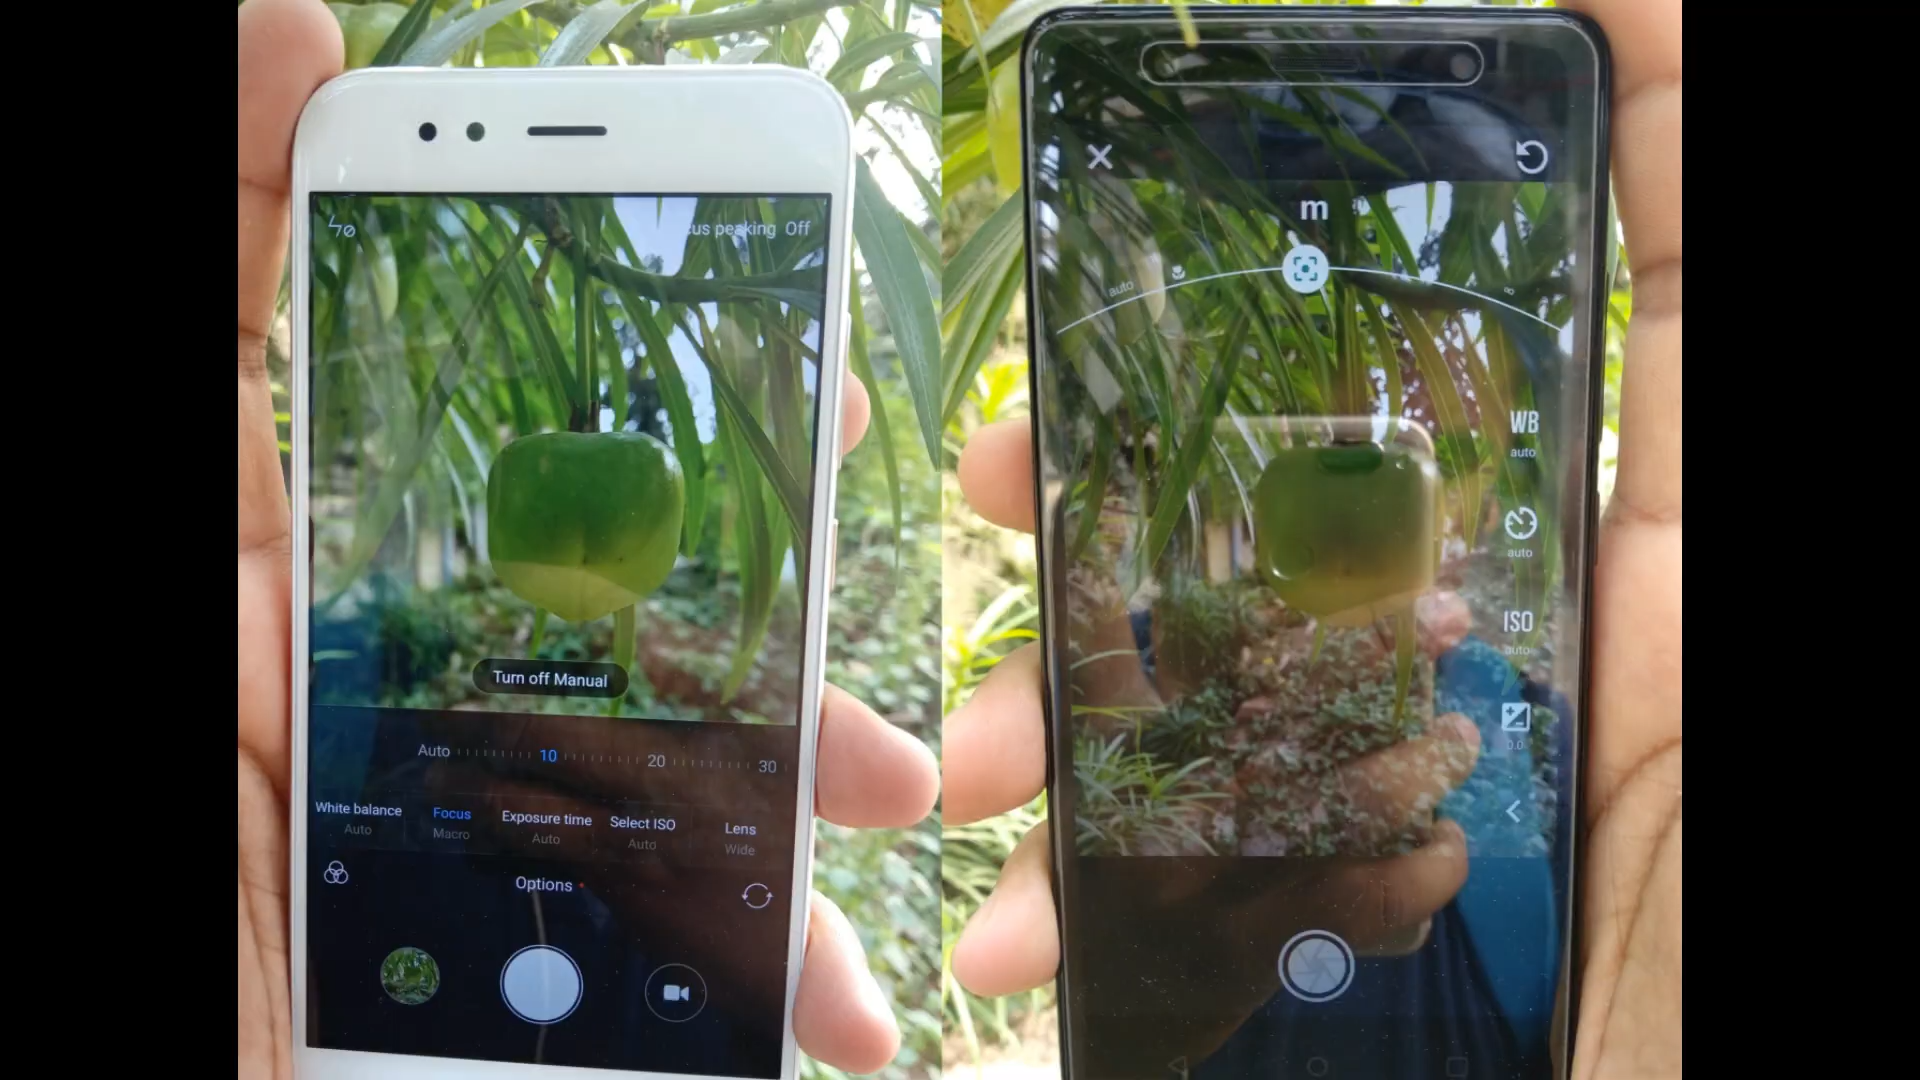 cus peaking Off
Turn off Manual
Auto 10 20 30
White balance Focus Exposure time Select ISO Lens
Auto Macro Auto Auto Wide
Options
m
auto
WB
auto
auto
ISO
auto
0.0